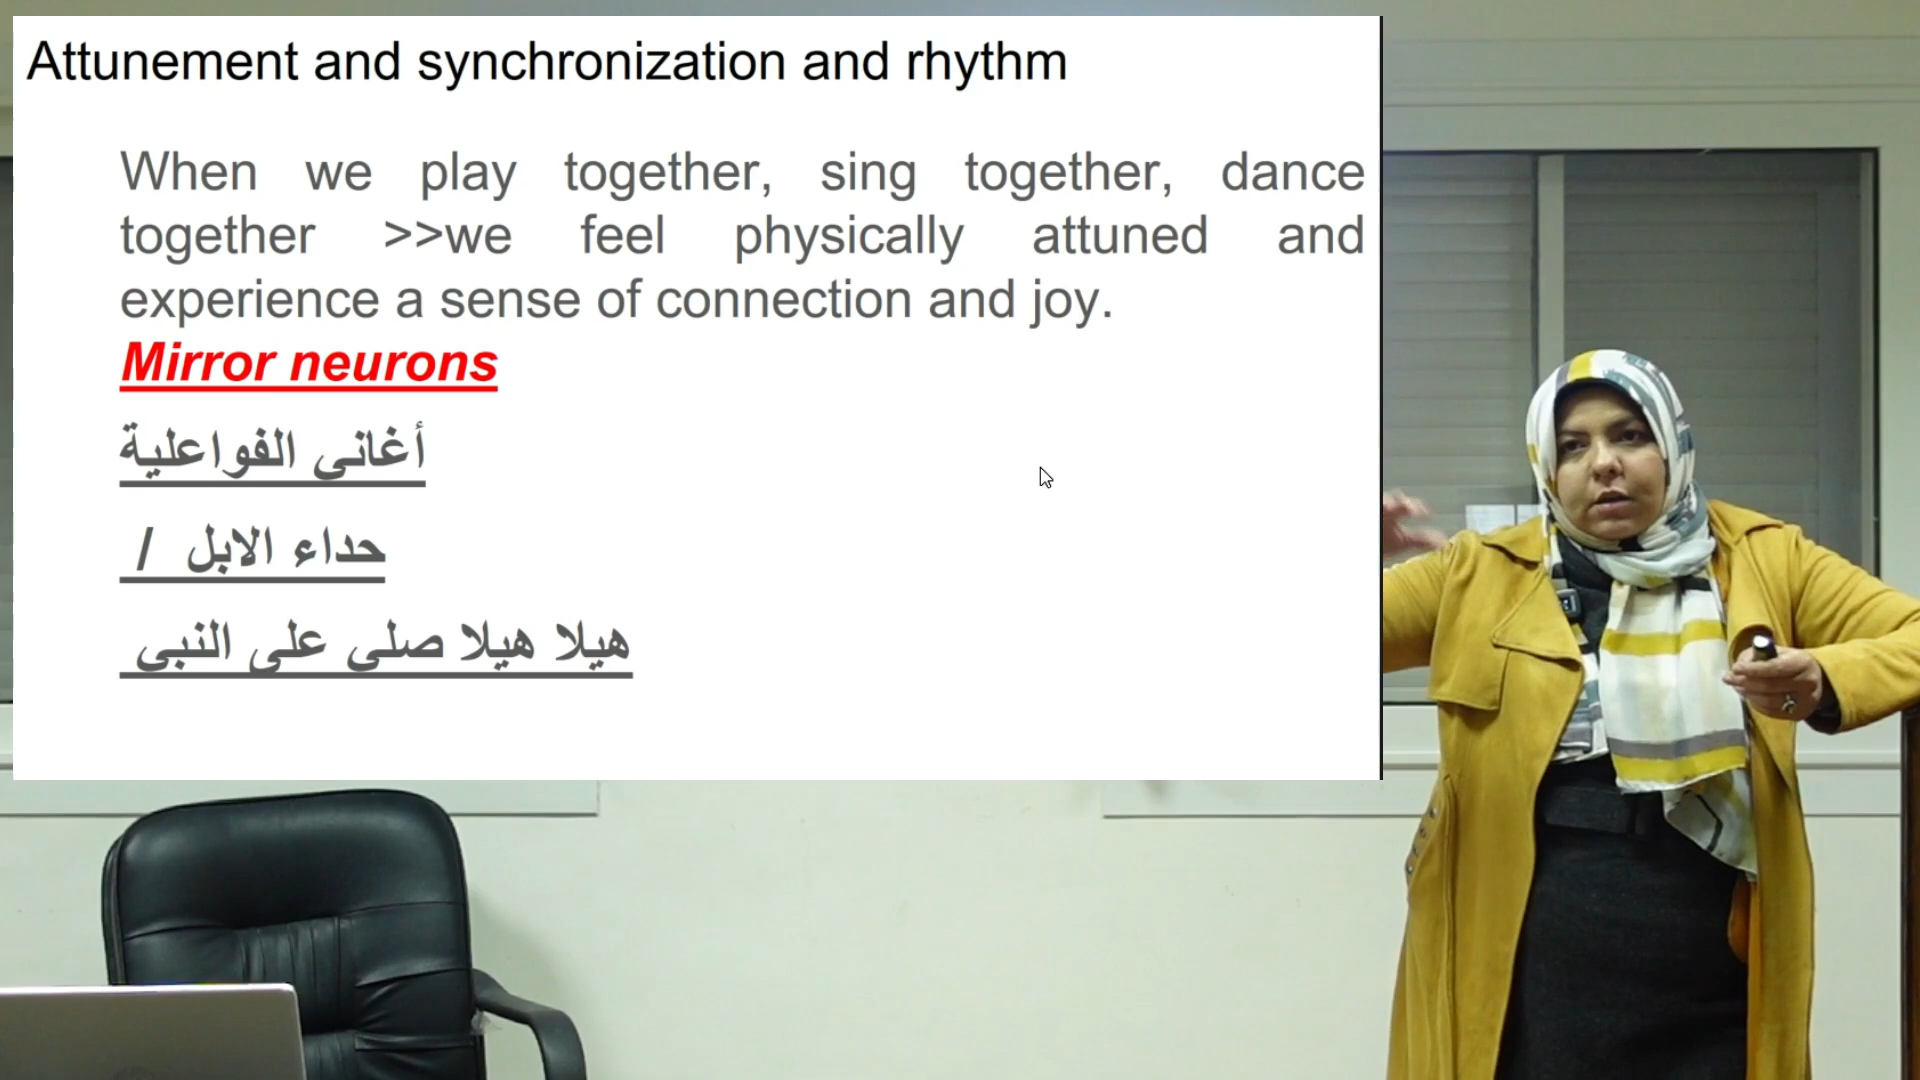 Attunement and synchronization and rhythm
When we play together, sing together, dance
together >>we feel physically attuned and
experience a sense of connection and joy.
Mirror neurons
أغانى الفواعلية
حداء الابل /
هيلا هيلا صلى على النبى